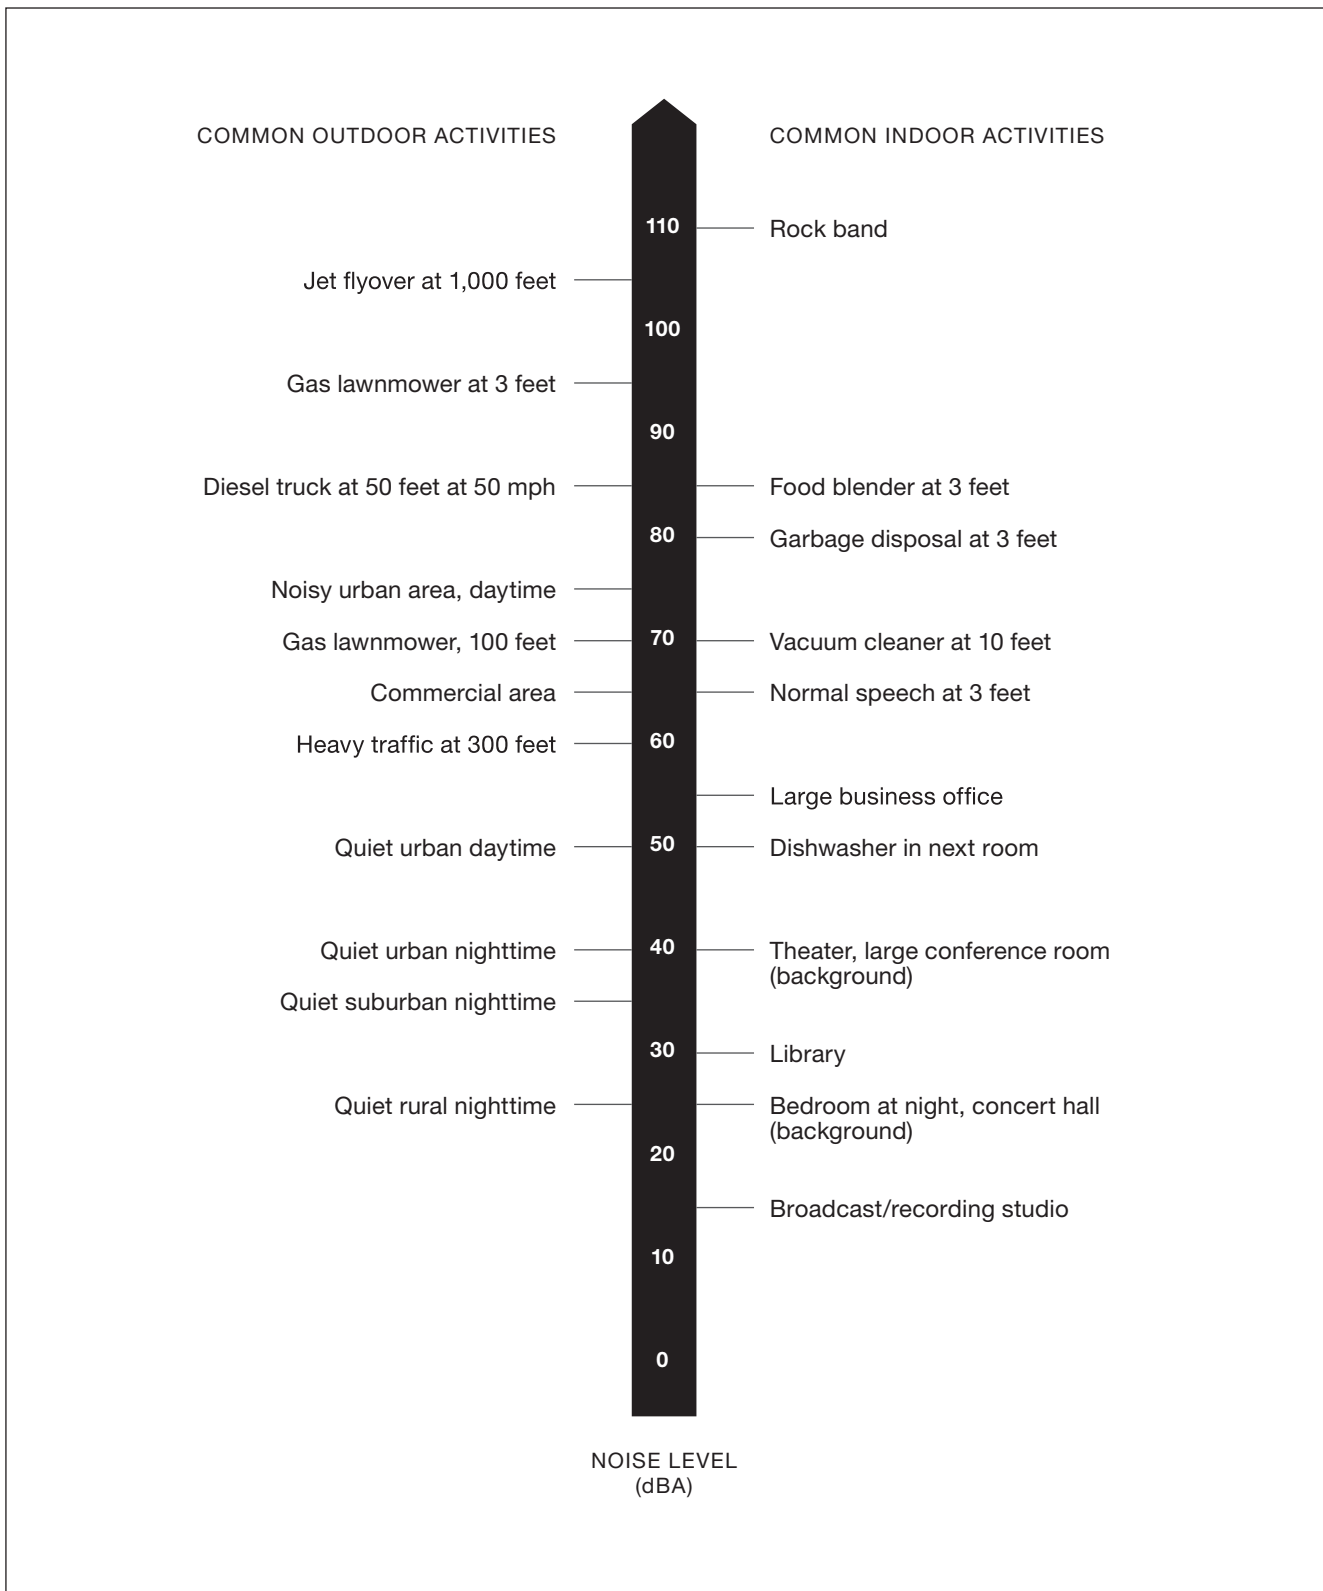 COMMON OUTDOOR ACTIVITIES
COMMON INDOOR ACTIVITIES
110
Rock band
Jet flyover at 1,000 feet
100
Gas lawnmower at 3 feet
90
Diesel truck at 50 feet at 50 mph
Food blender at 3 feet
80
Garbage disposal at 3 feet
Noisy urban area, daytime
Gas lawnmower, 100 feet
70
Vacuum cleaner at 10 feet
Commercial area
Normal speech at 3 feet
Heavy traffic at 300 feet
60
Large business office
Quiet urban daytime
50
Dishwasher in next room
Quiet urban nighttime
40
Theater, large conference room
(background)
Quiet suburban nighttime
30
Library
Quiet rural nighttime
Bedroom at night, concert hall
(background)
20
Broadcast/recording studio
10
0
NOISE LEVEL
(dBA)